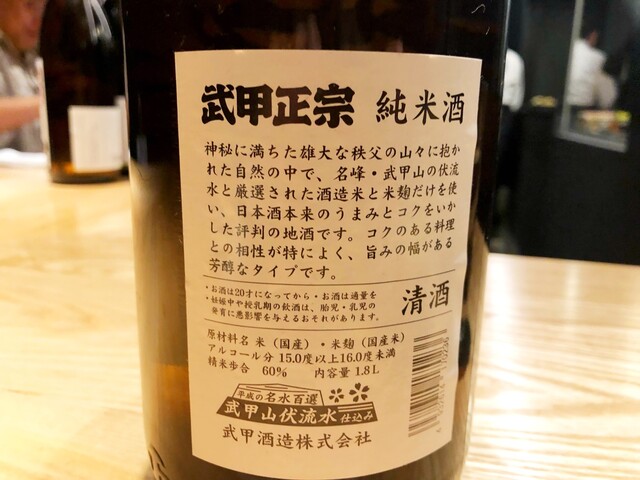 武甲正宗 純米酒
神秘に満ちた雄大な秩父の山々に抱か
れた自然の中で、名峰・武甲山の伏流
水と厳選された酒造米と米麹だけを使
い、日本酒本来のうまみとコクをいか
した評判の地酒です。コクのある料理
との相性が特によく、旨みの幅がある
芳醇なタイプです。
・お酒は20才になってから・お酒は適量を
・妊娠中や授乳期の飲酒は、胎児・乳児の
発育に悪影響を与えるおそれがあります。
清酒
原材料名 米（国産）・米麹（国産米）
アルコール分 15.0度以上16.0度未満
精米歩合 60% 内容量 1.8L
平成の名水百選
武甲山伏流水仕込み
武甲酒造株式会社